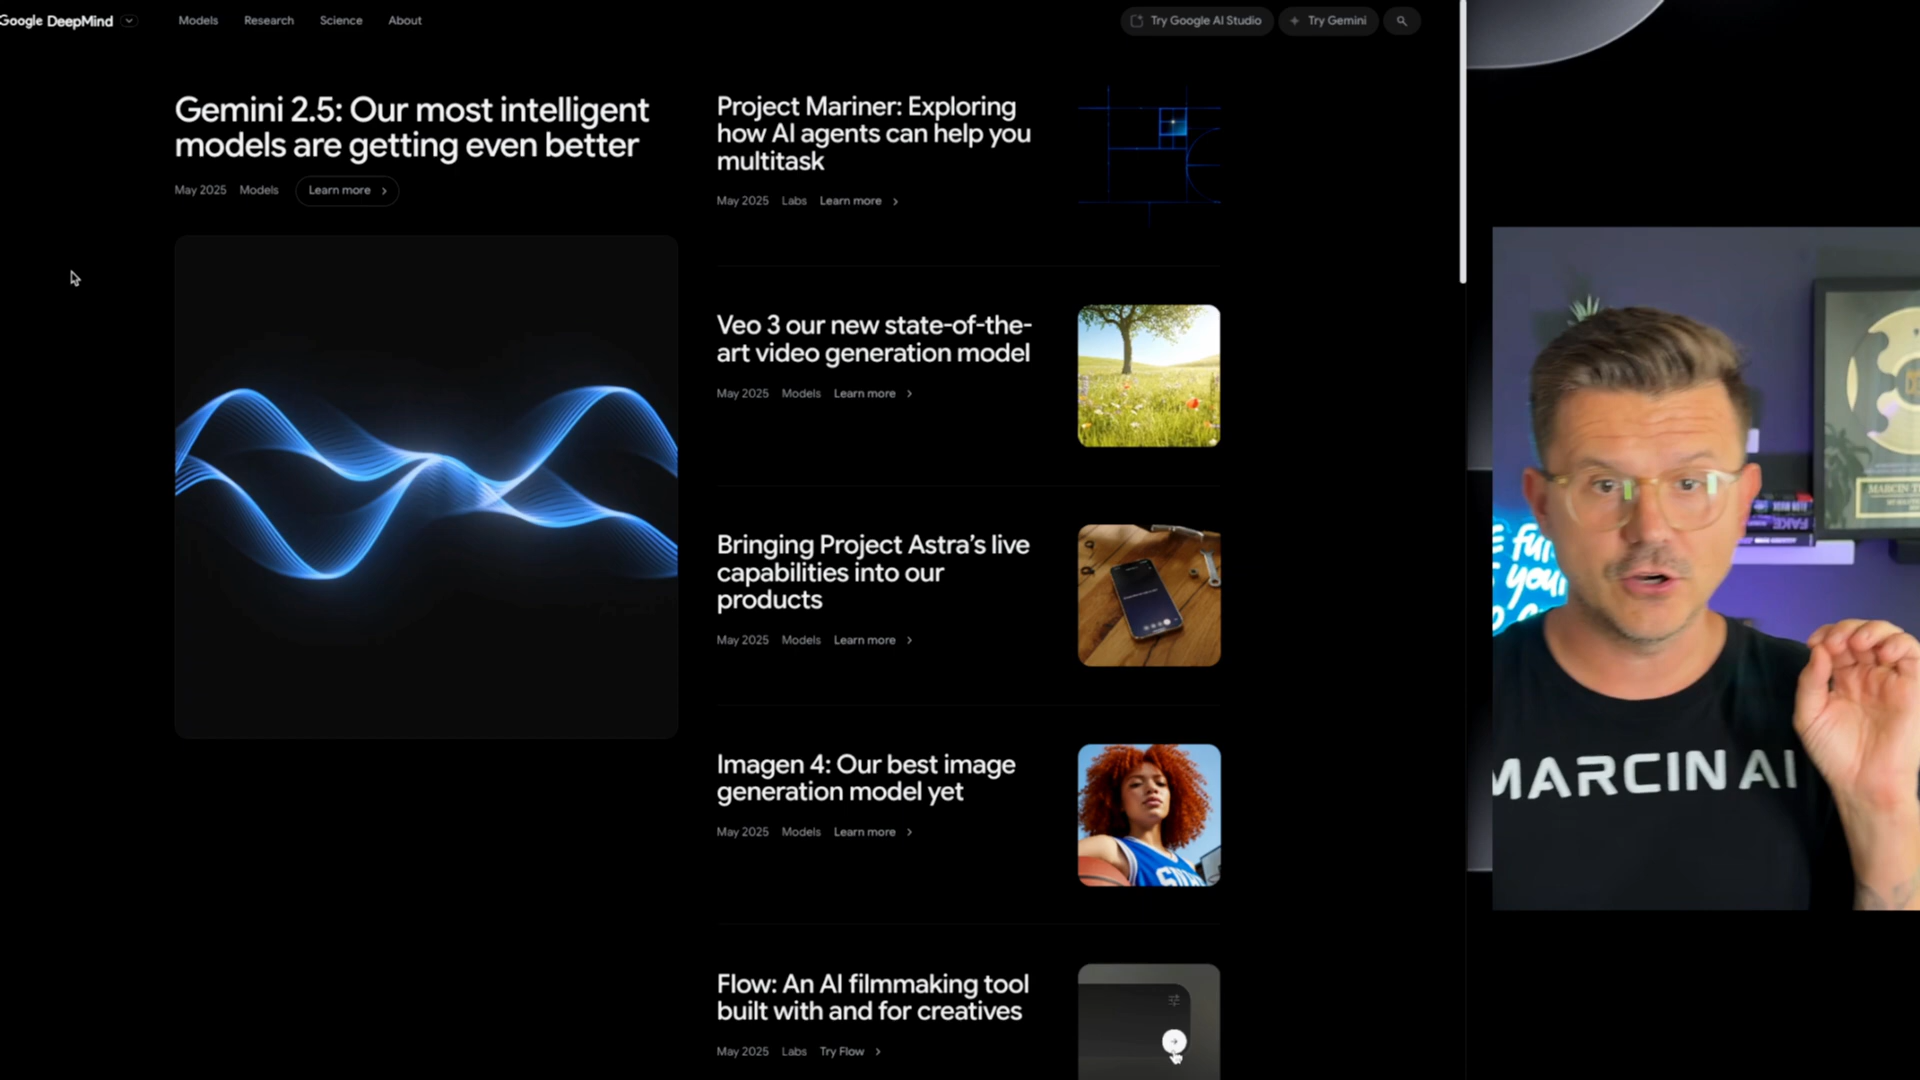 Google DeepMind
Models
Research
Science
About
Try Google AI Studio
Try Gemini
Gemini 2.5: Our most intelligent
models are getting even better
May 2025 Models Learn more
Project Mariner: Exploring
how AI agents can help you
multitask
May 2025 Labs Learn more
Veo 3 our new state-of-the-
art video generation model
May 2025 Models Learn more
Bringing Project Astra's live
capabilities into our
products
May 2025 Models Learn more
Imagen 4: Our best image
generation model yet
May 2025 Models Learn more
Flow: An AI filmmaking tool
built with and for creatives
May 2025 Labs Try Flow
MARCIN T
FAKE
MARCIN AI